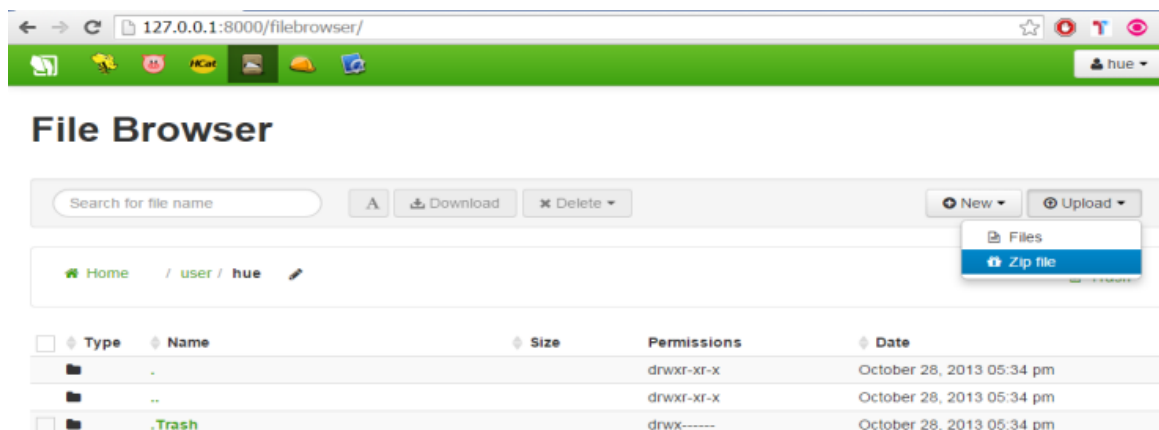 127.0.0.1:8000/filebrowser/
HCat
hue
File Browser
Search for file name
A
Download
Delete
New
Upload
Files
Zip file
Home / user / hue
Trash
Type Name Size Permissions Date
. drwxr-xr-x October 28, 2013 05:34 pm
.. drwxr-xr-x October 28, 2013 05:34 pm
.Trash drwx------ October 28, 2013 05:34 pm